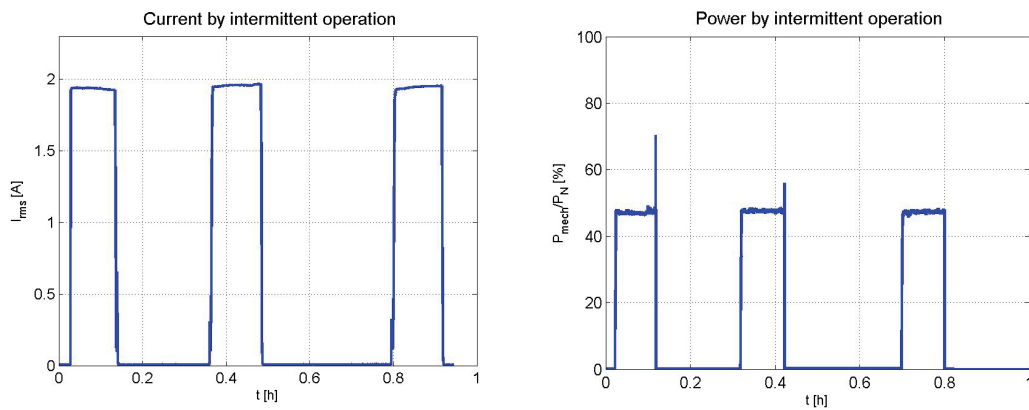 Current by intermittent operation
2
1.5
1
0.5
0
I_rms [A]
0 0.2 0.4 0.6 0.8 1
t [h]
Power by intermittent operation
100
80
60
40
20
0
P_mech/P_N [%]
0 0.2 0.4 0.6 0.8 1
t [h]